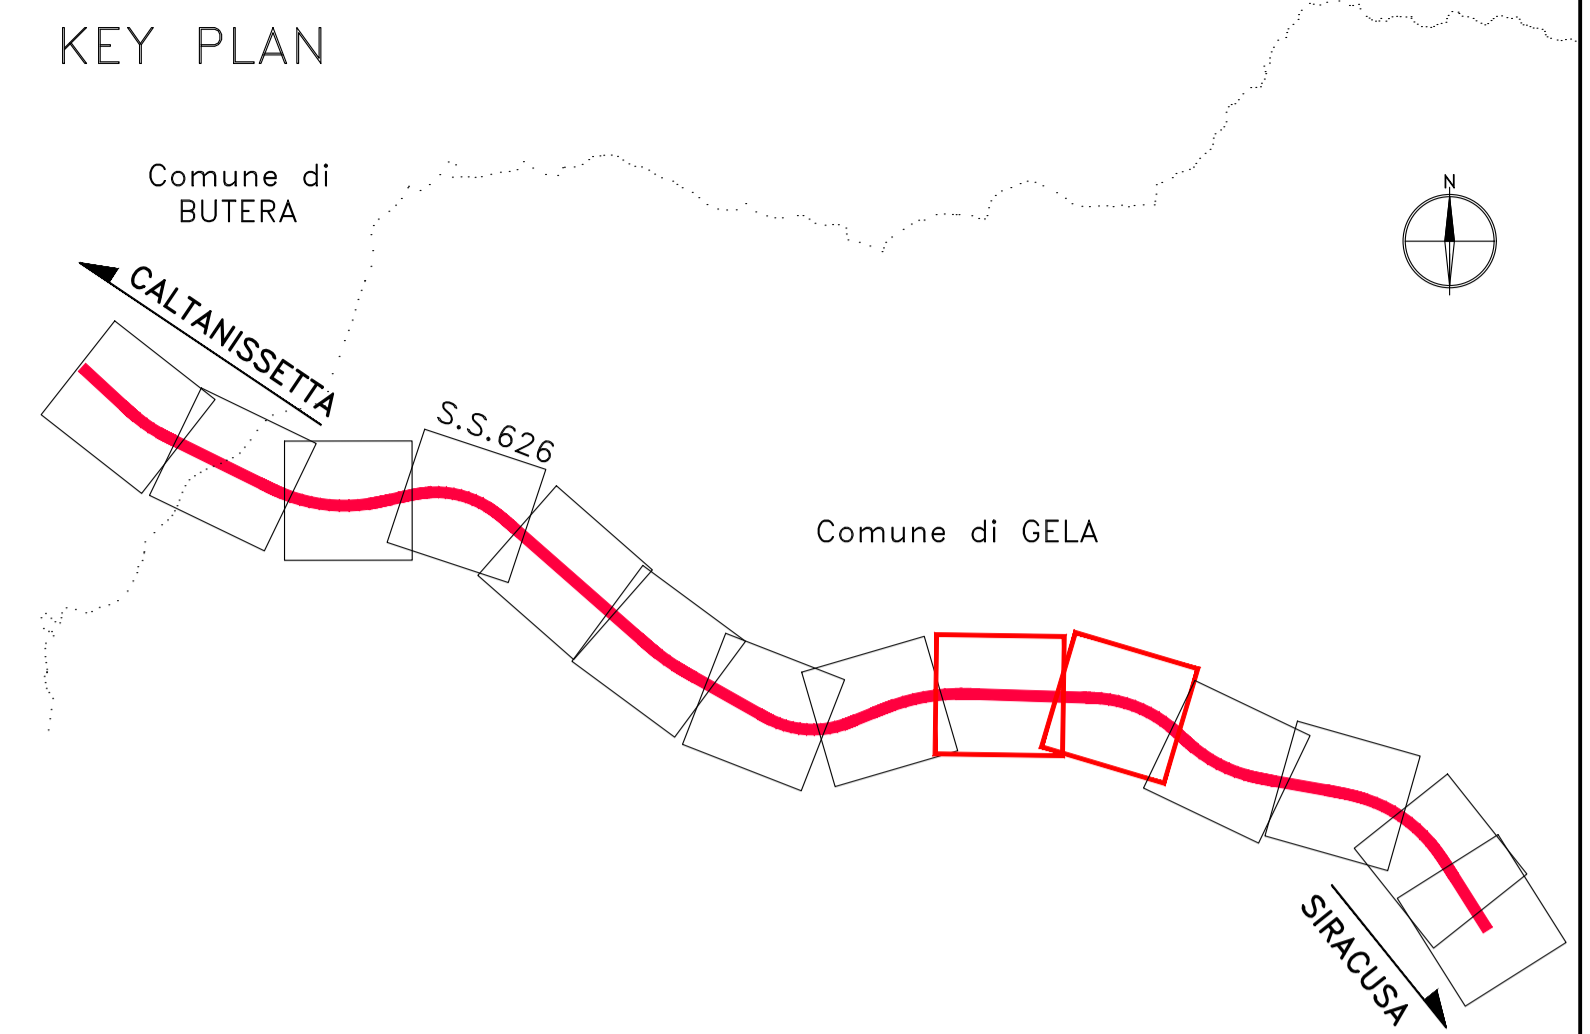 KEY PLAN
Comune di
BUTERA
N
CALTANISSETTA
S.S.626
Comune di GELA
SIRACUSA